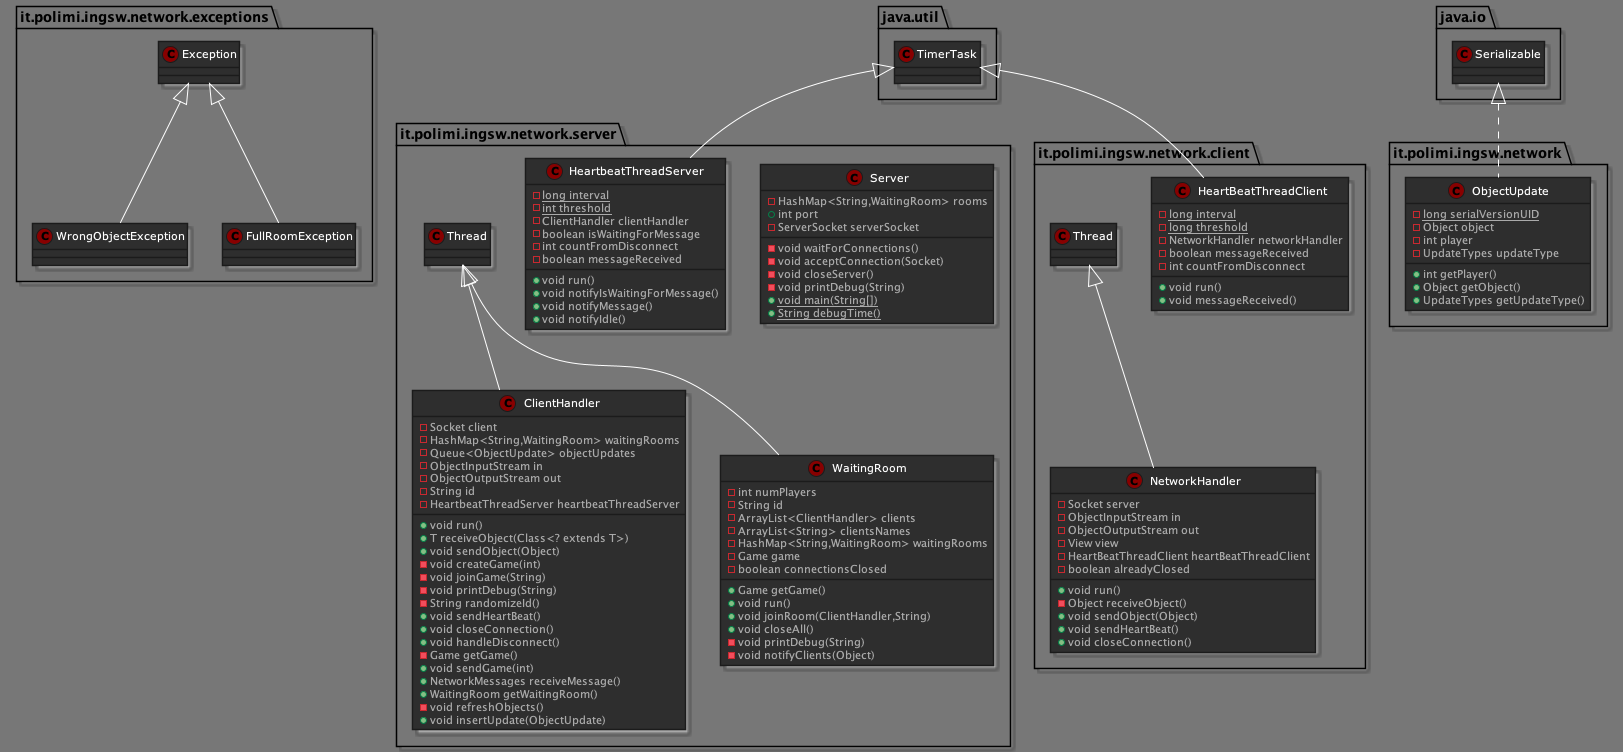 it.polimi.ingsw.network.exceptions
C Exception
C WrongObjectException
C FullRoomException
java.util
C TimerTask
java.io
C Serializable
it.polimi.ingsw.network.server
C HeartbeatThreadServer
long interval
int threshold
ClientHandler clientHandler
boolean isWaitingForMessage
int countFromDisconnect
boolean messageReceived
void run()
void notifyIsWaitingForMessage()
void notifyMessage()
void notifyIdle()
C Server
HashMap<String,WaitingRoom> rooms
int port
ServerSocket serverSocket
void waitForConnections()
void acceptConnection(Socket)
void closeServer()
void printDebug(String)
void main(String[])
String debugTime()
C Thread
C ClientHandler
Socket client
HashMap<String,WaitingRoom> waitingRooms
Queue<ObjectUpdate> objectUpdates
ObjectInputStream in
ObjectOutputStream out
String id
HeartbeatThreadServer heartbeatThreadServer
void run()
T receiveObject(Class<? extends T>)
void sendObject(Object)
void createGame(int)
void joinGame(String)
void printDebug(String)
String randomizeId()
void sendHeartBeat()
void closeConnection()
void handleDisconnect()
Game getGame()
void sendGame(int)
NetworkMessages receiveMessage()
WaitingRoom getWaitingRoom()
void refreshObjects()
void insertUpdate(ObjectUpdate)
C WaitingRoom
int numPlayers
String id
ArrayList<ClientHandler> clients
ArrayList<String> clientsNames
HashMap<String,WaitingRoom> waitingRooms
Game game
boolean connectionsClosed
Game getGame()
void run()
void joinRoom(ClientHandler,String)
void closeAll()
void printDebug(String)
void notifyClients(Object)
it.polimi.ingsw.network.client
C HeartBeatThreadClient
long interval
long threshold
NetworkHandler networkHandler
boolean messageReceived
int countFromDisconnect
void run()
void messageReceived()
C Thread
C NetworkHandler
Socket server
ObjectInputStream in
ObjectOutputStream out
View view
HeartBeatThreadClient heartBeatThreadClient
boolean alreadyClosed
void run()
Object receiveObject()
void sendObject(Object)
void sendHeartBeat()
void closeConnection()
it.polimi.ingsw.network
C ObjectUpdate
long serialVersionUID
Object object
int player
UpdateTypes updateType
int getPlayer()
Object getObject()
UpdateTypes getUpdateType()